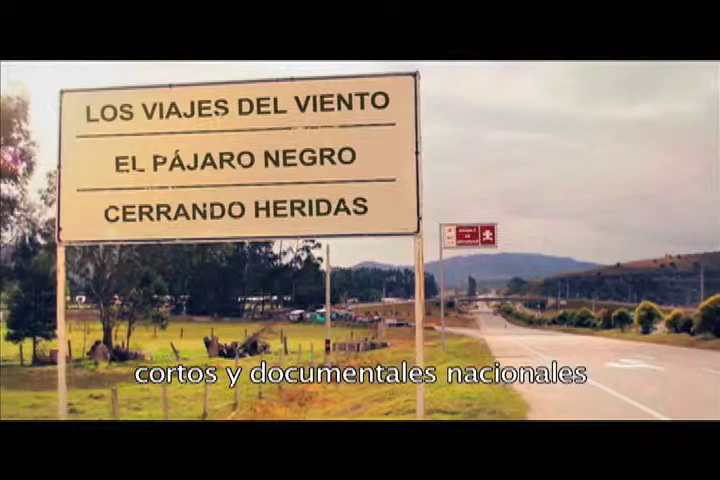 LOS VIAJES DEL VIENTO
EL PÁJARO NEGRO
CERRANDO HERIDAS
cortos y documentales nacionales